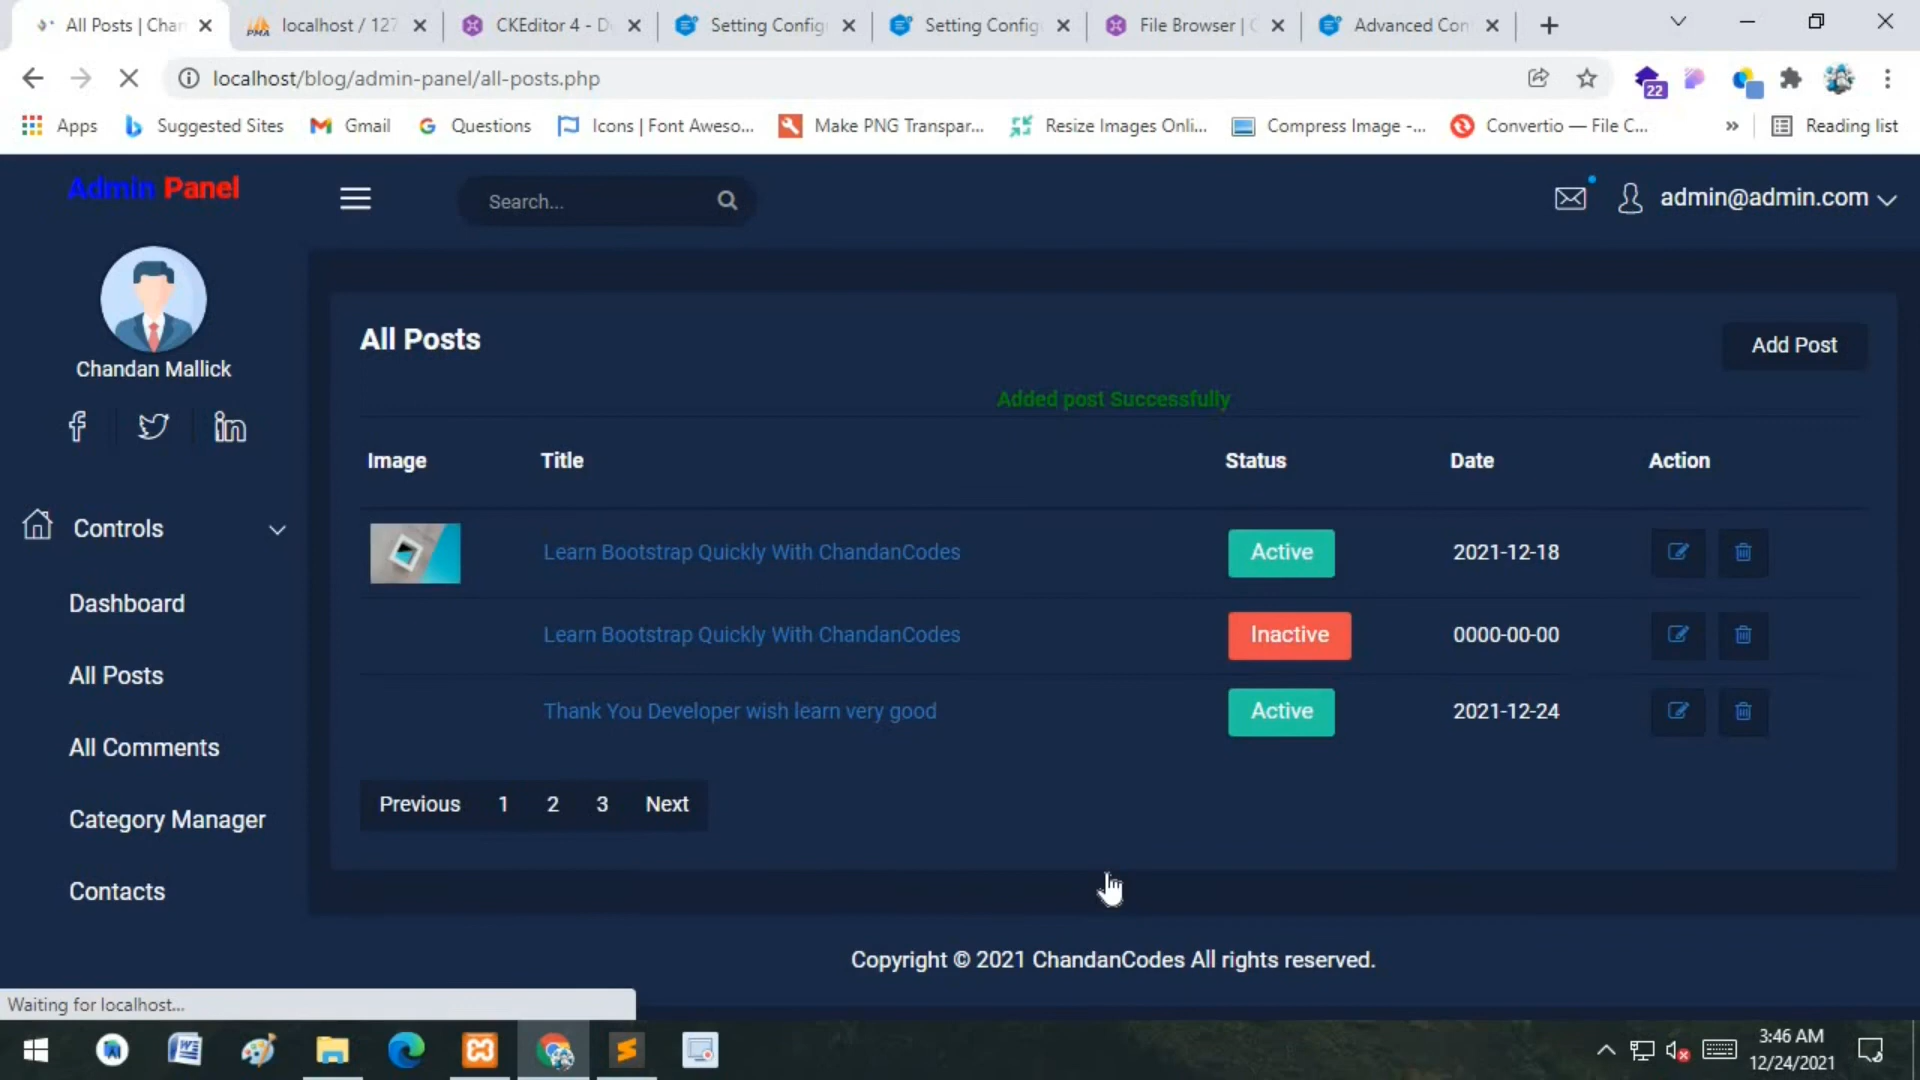 All Posts | Chan
localhost / 127
CKEditor 4 - D
Setting Config
Setting Config
File Browser | C
Advanced Con
localhost/blog/admin-panel/all-posts.php
22
Apps
Suggested Sites
Gmail
Questions
Icons | Font Aweso...
Make PNG Transpar...
Resize Images Onli...
Compress Image -...
Convertio — File C...
»
Reading list
Admin Panel
Search...
admin@admin.com
Chandan Mallick
Controls
Dashboard
All Posts
All Comments
Category Manager
Contacts
All Posts
Add Post
Added post Successfully
Image Title Status Date Action
Learn Bootstrap Quickly With ChandanCodes Active 2021-12-18
Learn Bootstrap Quickly With ChandanCodes Inactive 0000-00-00
Thank You Developer wish learn very good Active 2021-12-24
Previous 1 2 3 Next
Copyright © 2021 ChandanCodes All rights reserved.
Waiting for localhost...
3:46 AM
12/24/2021